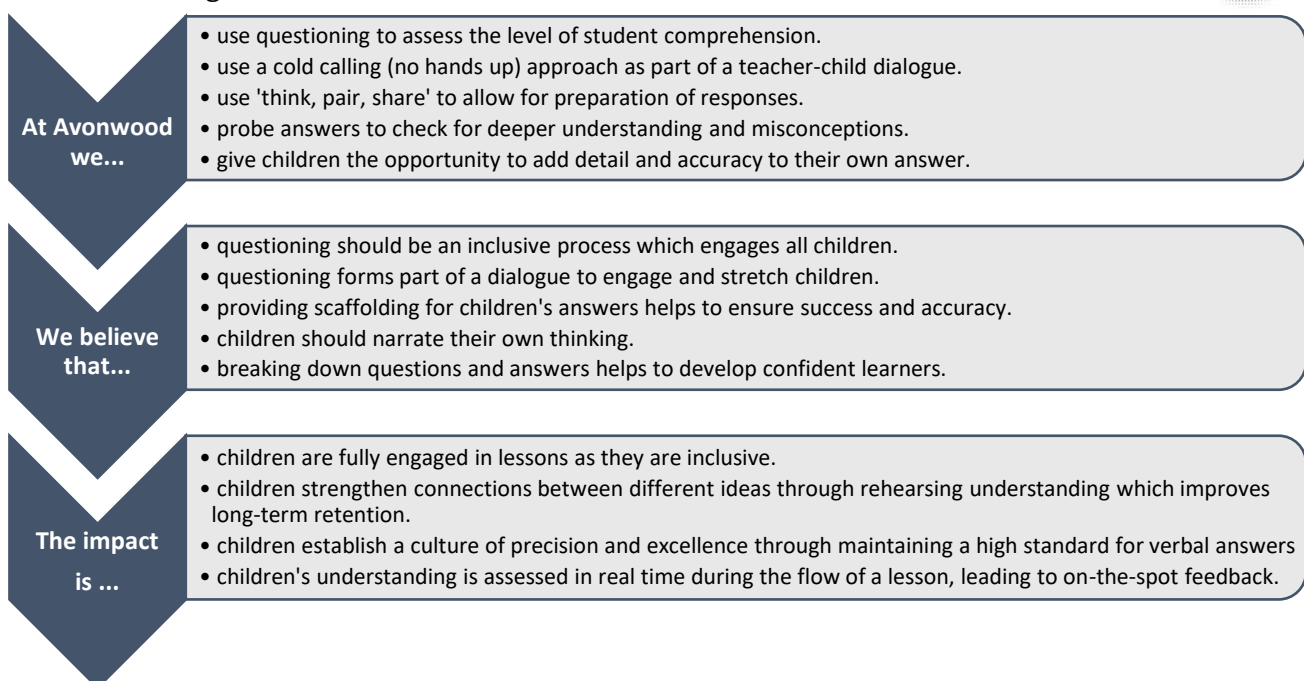 At Avonwood
we...
• use questioning to assess the level of student comprehension.
• use a cold calling (no hands up) approach as part of a teacher-child dialogue.
• use 'think, pair, share' to allow for preparation of responses.
• probe answers to check for deeper understanding and misconceptions.
• give children the opportunity to add detail and accuracy to their own answer.
We believe
that...
• questioning should be an inclusive process which engages all children.
• questioning forms part of a dialogue to engage and stretch children.
• providing scaffolding for children's answers helps to ensure success and accuracy.
• children should narrate their own thinking.
• breaking down questions and answers helps to develop confident learners.
The impact
is ...
• children are fully engaged in lessons as they are inclusive.
• children strengthen connections between different ideas through rehearsing understanding which improves
long-term retention.
• children establish a culture of precision and excellence through maintaining a high standard for verbal answers
• children's understanding is assessed in real time during the flow of a lesson, leading to on-the-spot feedback.